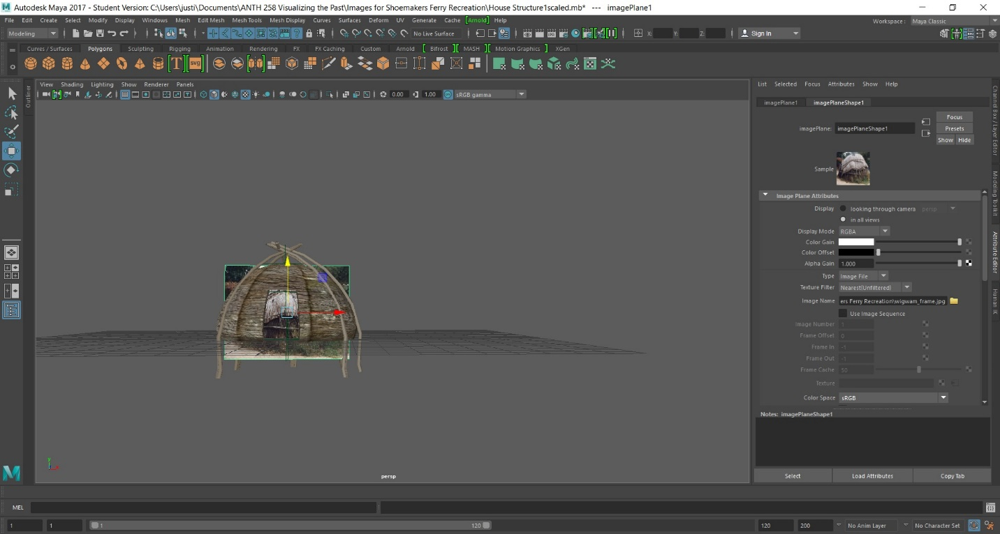 Autodesk Maya 2017 - Student Version: C:\Users\justi\Documents\ANTH 258 Visualizing the Past\Images for Shoemakers Ferry Recreation\House Structure1scaled.mb* --- imagePlane1
File Edit Create Select Modify Display Windows Mesh Edit Mesh Mesh Tools Mesh Display Curves Surfaces Deform UV Generate Cache [Arnold] Help
Workspace : Maya Classic
Modeling No Live Surface X: Y: Z: Sign In
Curves / Surfaces Polygons Sculpting Rigging Animation Rendering FX FX Caching Custom Arnold Bifrost MASH Motion Graphics XGen
T SVG
View Shading Lighting Show Renderer Panels
0.00 1.00 sRGB gamma
Outliner
persp
List Selected Focus Attributes Show Help
imagePlane1 imagePlaneShape1
imagePlane: imagePlaneShape1
Focus
Presets
Show Hide
Sample
Image Plane Attributes
Display looking through camera persp
in all views
Display Mode RGBA
Color Gain
Color Offset
Alpha Gain 1.000
Type Image File
Texture Filter Nearest(Unfiltered)
Image Name ers Ferry Recreation\wigwam_frame.jpg
Use Image Sequence
Image Number 1
Frame Offset 0
Frame In -1
Frame Out -1
Frame Cache 50
Texture
Color Space sRGB
Notes: imagePlaneShape1
Select Load Attributes Copy Tab
Channel Box / Layer Editor
Modeling Toolkit
Attribute Editor
Human IK
MEL
1 1 1 120 120 200 No Anim Layer No Character Set